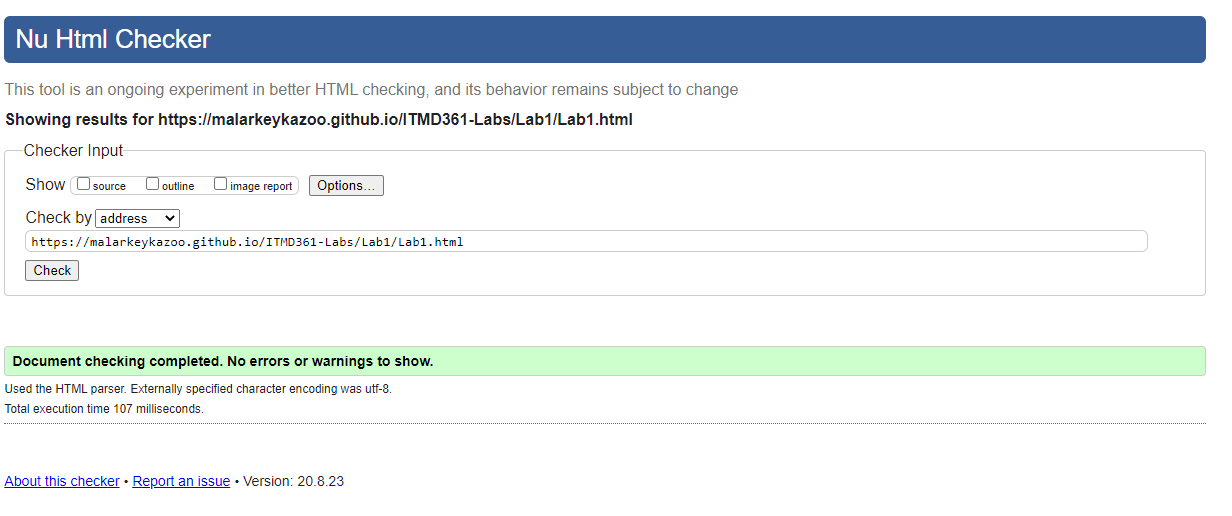 Nu Html Checker
This tool is an ongoing experiment in better HTML checking, and its behavior remains subject to change
Showing results for https://malarkeykazoo.github.io/ITMD361-Labs/Lab1/Lab1.html
Checker Input
Show source outline image report Options...
Check by address
https://malarkeykazoo.github.io/ITMD361-Labs/Lab1/Lab1.html
Check
Document checking completed. No errors or warnings to show.
Used the HTML parser. Externally specified character encoding was utf-8.
Total execution time 107 milliseconds.
About this checker • Report an issue • Version: 20.8.23